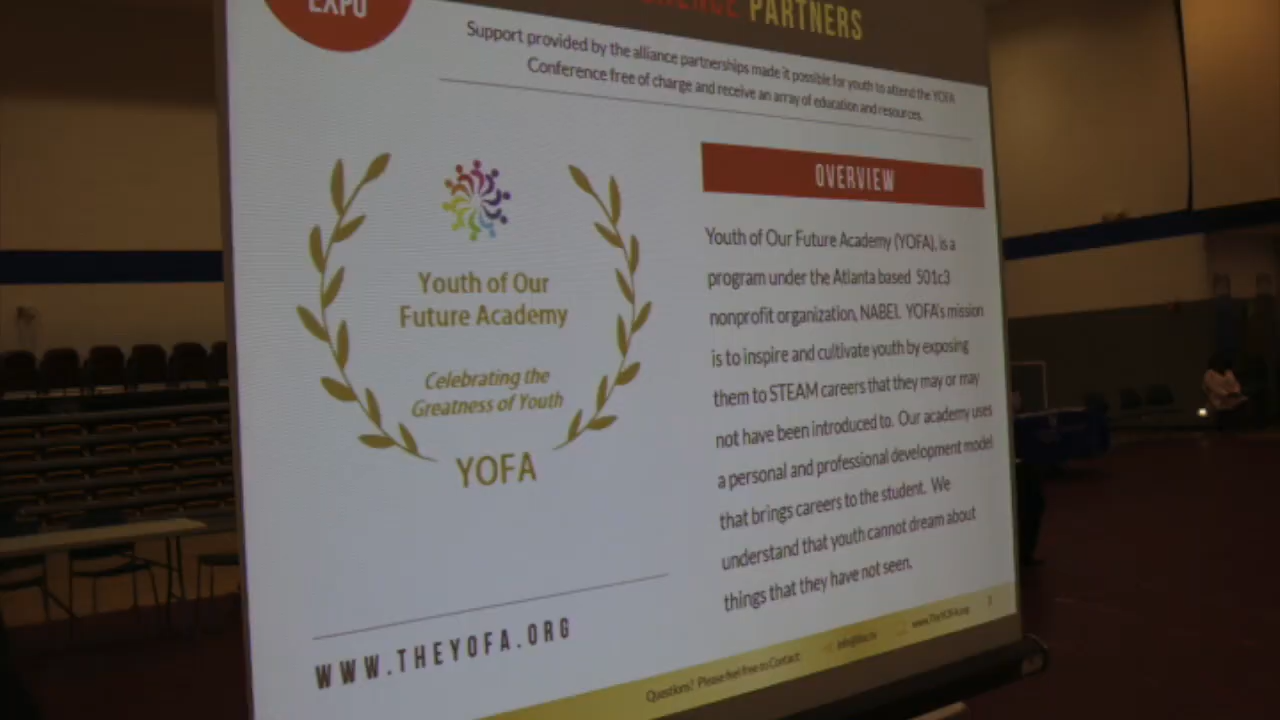 EXPO
PARTNERS
Support provided by the alliance partnerships made it possible for youth to attend the YOFA
Conference free of charge and receive an array of education and resources.
Youth of Our
Future Academy
Celebrating the
Greatness of Youth
YOFA
WWW.THEYOFA.ORG
OVERVIEW
Youth of Our Future Academy (YOFA), is a
program under the Atlanta based 501c3
nonprofit organization, NABEI. YOFA's mission
is to inspire and cultivate youth by exposing
them to STEAM careers that they may or may
not have been introduced to. Our academy uses
a personal and professional development model
that brings careers to the student. We
understand that youth cannot dream about
things that they have not seen.
Questions? Please feel free to Contact:
www.TheYOFA.org